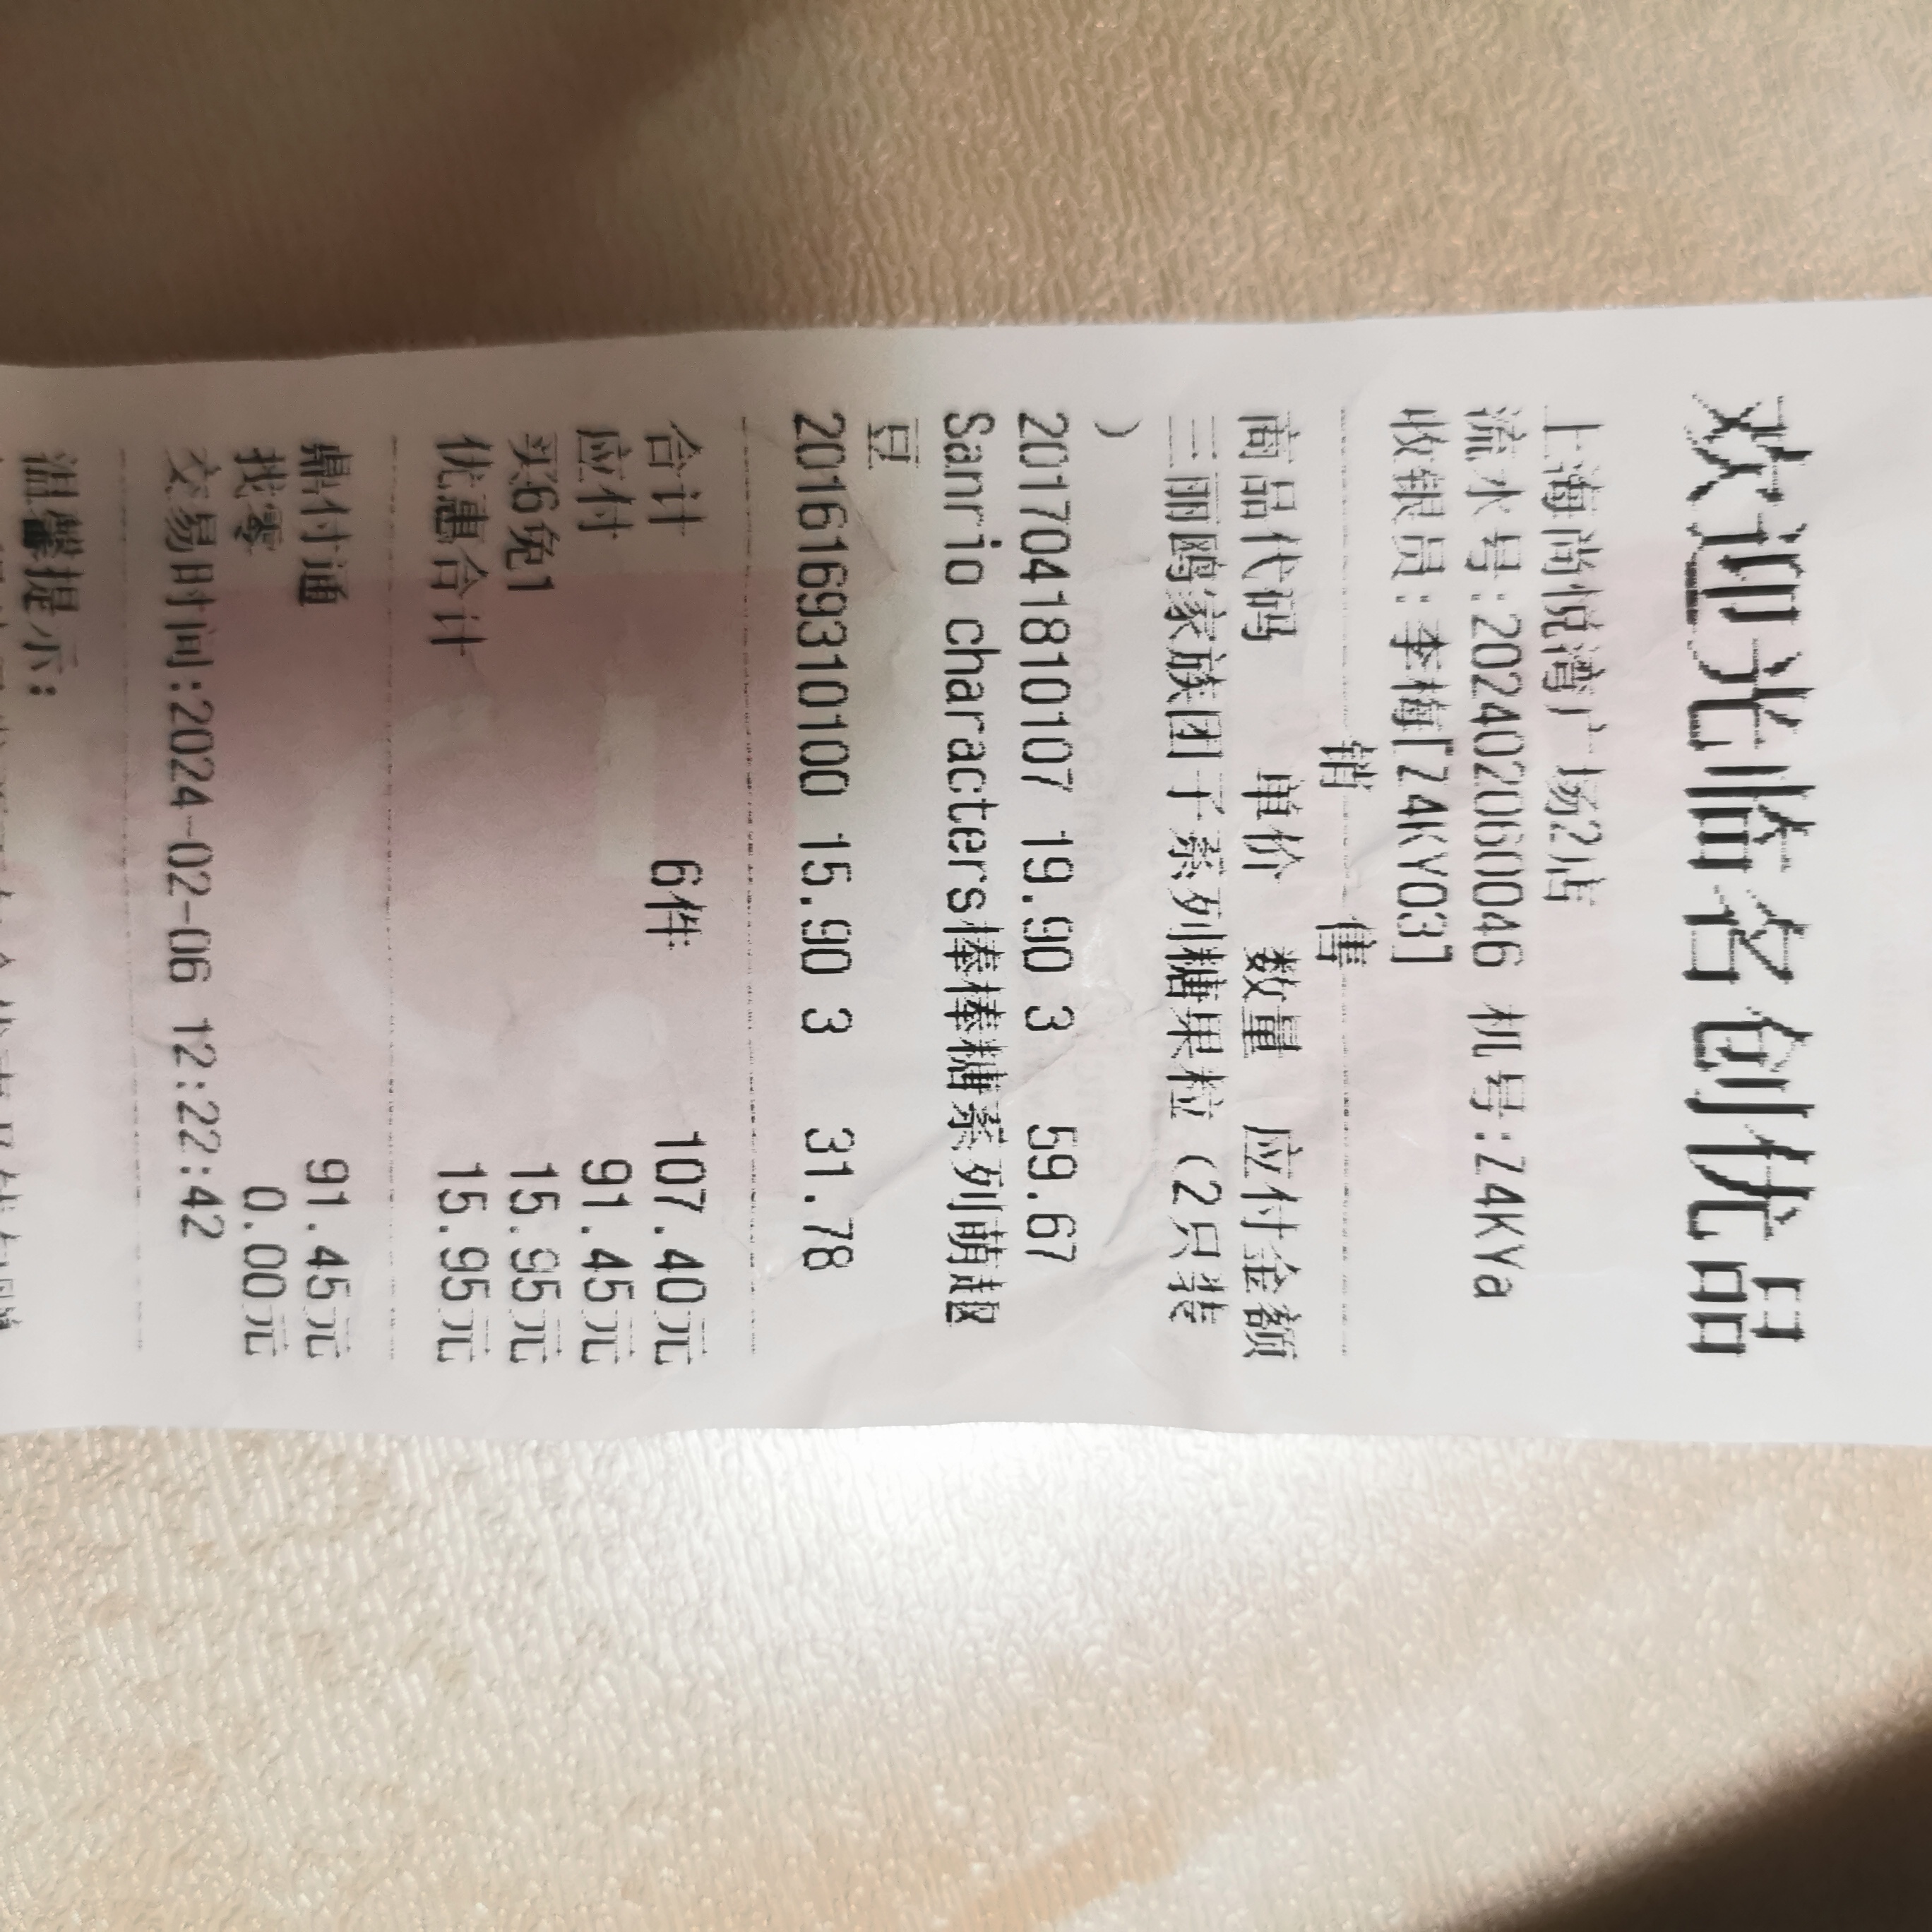 欢迎光临名创优品
上海尚悦湾广场2店
流水号:202402060046 机号:Z4KYa
收银员:李梅[Z4KY03]
销 售
商品代码 单价 数量 应付金额
三丽鸥家族团子系列糖果粒(2只装
)
2017041810107 19.90 3 59.67
Sanrio characters棒棒糖系列萌趣
豆
2016169310100 15.90 3 31.78
合计 6件 107.40元
应付 91.45元
买6免1 15.95元
优惠合计 15.95元
鼎付通 91.45元
找零 0.00元
交易时间:2024-02-06 12:22:42
温馨提示: